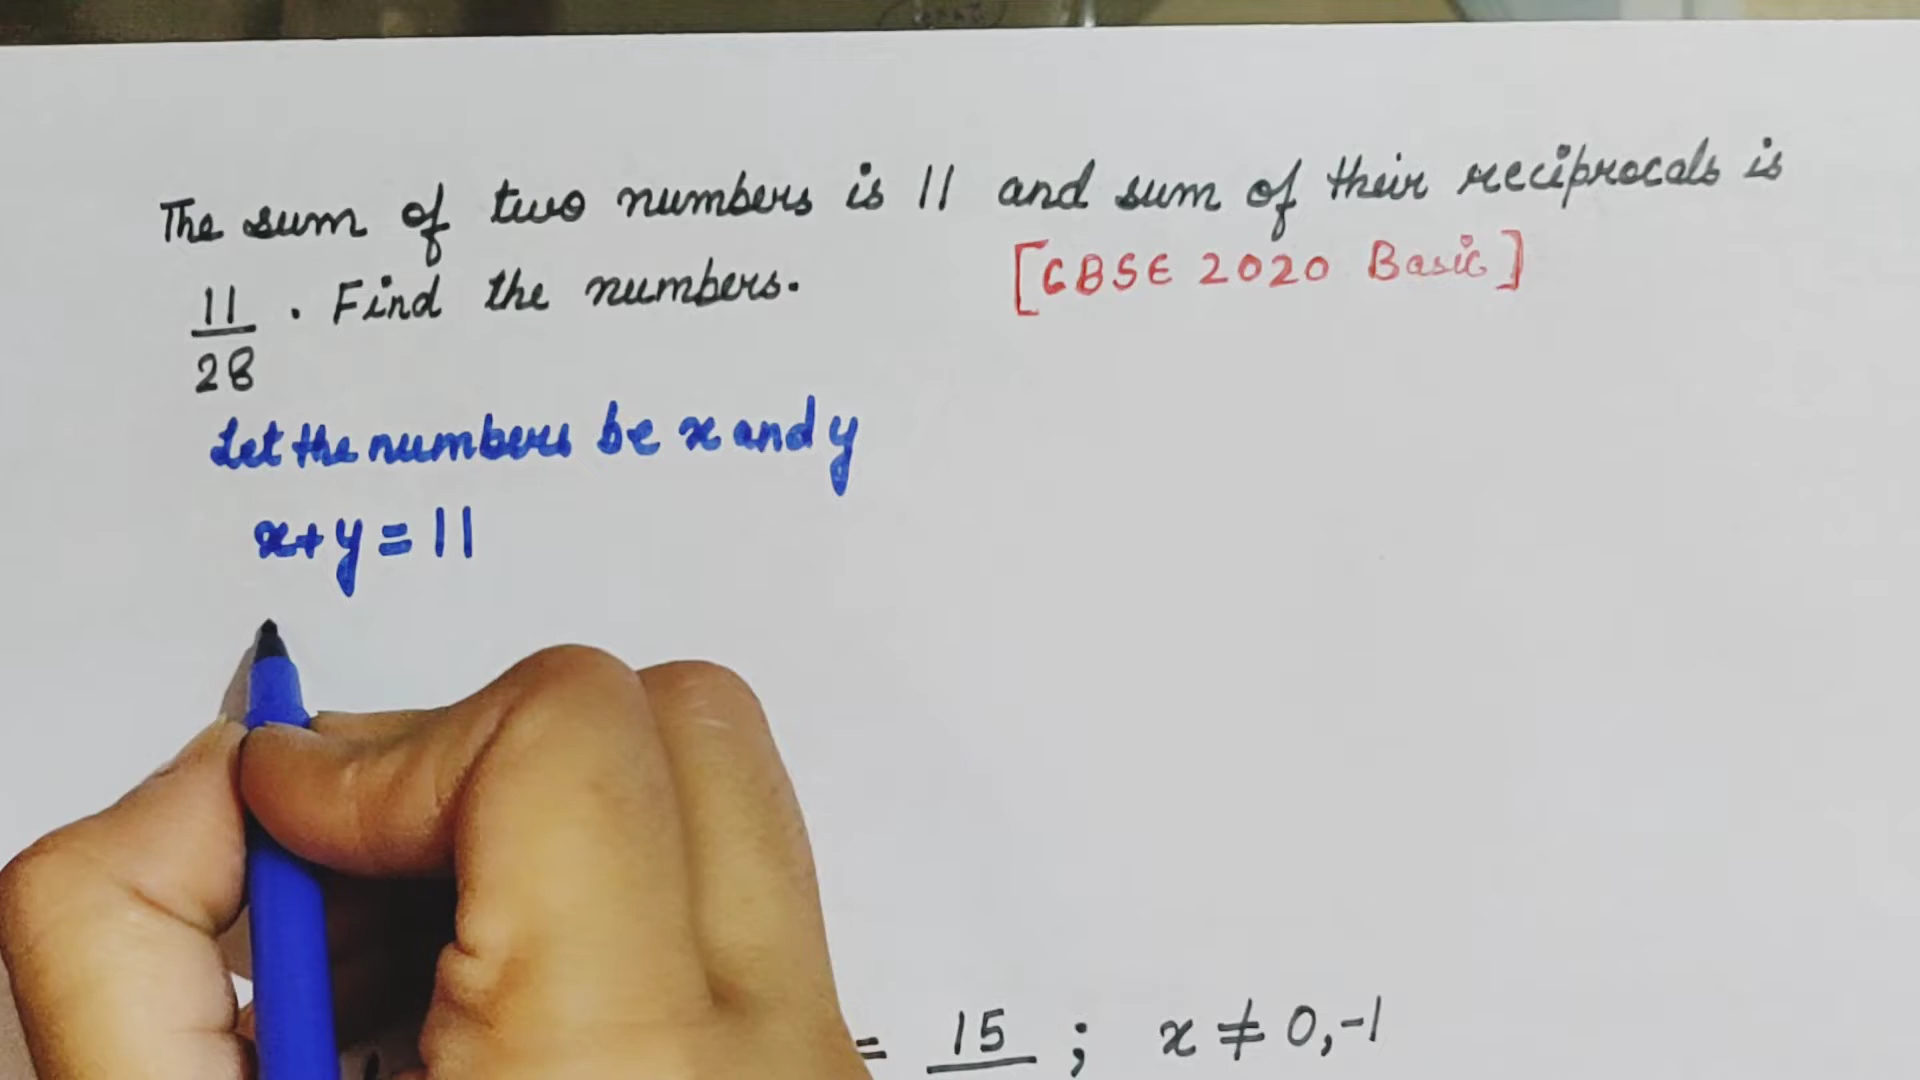 The sum of two numbers is 11 and sum of their reciprocals is
11/28 . Find the numbers. [CBSE 2020 Basic]
Let the numbers be x and y
x+y=11
= 15 ; x ≠ 0,-1